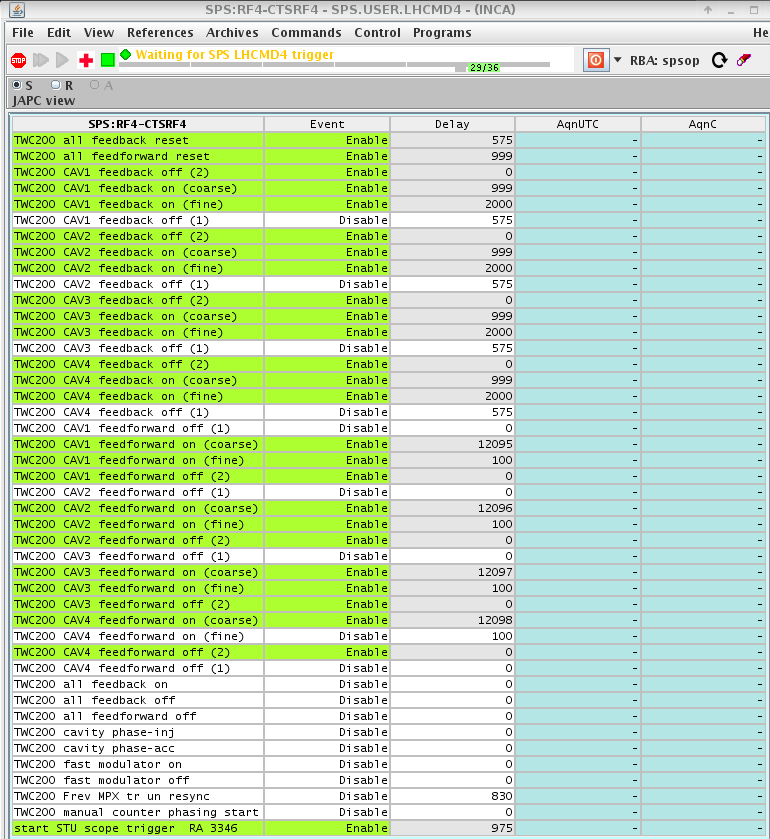 SPS:RF4-CTSRF4 - SPS.USER.LHCMD4 - (INCA)
File Edit View References Archives Commands Control Programs He
STOP Waiting for SPS LHCMD4 trigger 29/36 RBA: spsop
S R A
JAPC view
SPS:RF4-CTSRF4 Event Delay AqnUTC AqnC
TWC200 all feedback reset Enable 575 - -
TWC200 all feedforward reset Enable 999 - -
TWC200 CAV1 feedback off (2) Enable 0 - -
TWC200 CAV1 feedback on (coarse) Enable 999 - -
TWC200 CAV1 feedback on (fine) Enable 2000 - -
TWC200 CAV1 feedback off (1) Disable 575 - -
TWC200 CAV2 feedback off (2) Enable 0 - -
TWC200 CAV2 feedback on (coarse) Enable 999 - -
TWC200 CAV2 feedback on (fine) Enable 2000 - -
TWC200 CAV2 feedback off (1) Disable 575 - -
TWC200 CAV3 feedback off (2) Enable 0 - -
TWC200 CAV3 feedback on (coarse) Enable 999 - -
TWC200 CAV3 feedback on (fine) Enable 2000 - -
TWC200 CAV3 feedback off (1) Disable 575 - -
TWC200 CAV4 feedback off (2) Enable 0 - -
TWC200 CAV4 feedback on (coarse) Enable 999 - -
TWC200 CAV4 feedback on (fine) Enable 2000 - -
TWC200 CAV4 feedback off (1) Disable 575 - -
TWC200 CAV1 feedforward off (1) Disable 0 - -
TWC200 CAV1 feedforward on (coarse) Enable 12095 - -
TWC200 CAV1 feedforward on (fine) Enable 100 - -
TWC200 CAV1 feedforward off (2) Enable 0 - -
TWC200 CAV2 feedforward off (1) Disable 0 - -
TWC200 CAV2 feedforward on (coarse) Enable 12096 - -
TWC200 CAV2 feedforward on (fine) Enable 100 - -
TWC200 CAV2 feedforward off (2) Enable 0 - -
TWC200 CAV3 feedforward off (1) Disable 0 - -
TWC200 CAV3 feedforward on (coarse) Enable 12097 - -
TWC200 CAV3 feedforward on (fine) Enable 100 - -
TWC200 CAV3 feedforward off (2) Enable 0 - -
TWC200 CAV4 feedforward on (coarse) Enable 12098 - -
TWC200 CAV4 feedforward on (fine) Disable 100 - -
TWC200 CAV4 feedforward off (2) Enable 0 - -
TWC200 CAV4 feedforward off (1) Disable 0 - -
TWC200 all feedback on Disable 0 - -
TWC200 all feedback off Disable 0 - -
TWC200 all feedforward off Disable 0 - -
TWC200 cavity phase-inj Disable 0 - -
TWC200 cavity phase-acc Disable 0 - -
TWC200 fast modulator on Disable 0 - -
TWC200 fast modulator off Disable 0 - -
TWC200 Frev MPX tr un resync Disable 830 - -
TWC200 manual counter phasing start Disable 0 - -
start STU scope trigger RA 3346 Enable 975 - -